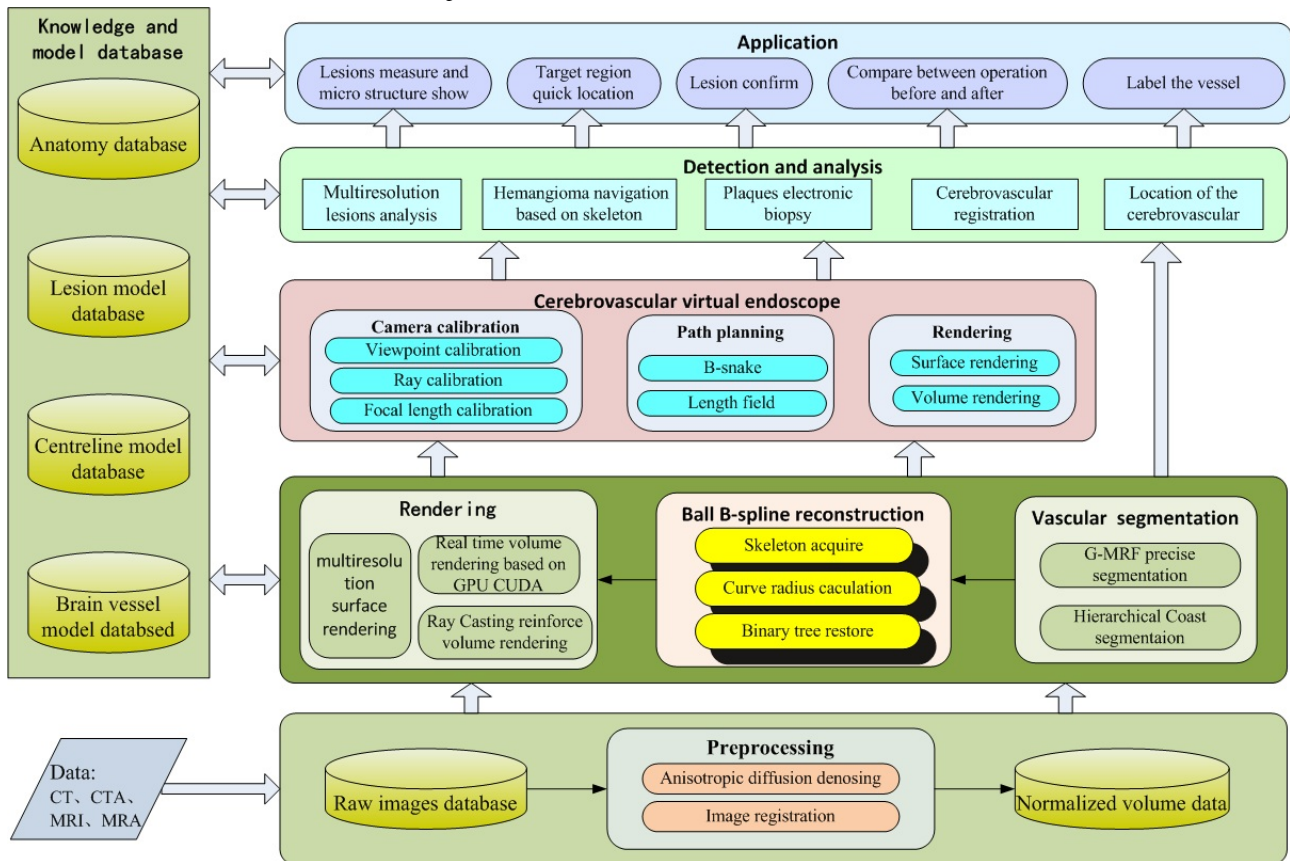 Knowledge and
model database
Anatomy database
Lesion model
database
Centreline model
database
Brain vessel
model databsed
Application
Lesions measure and
micro structure show
Target region
quick location
Lesion confirm
Compare between operation
before and after
Label the vessel
Detection and analysis
Multiresolution
lesions analysis
Hemangioma navigation
based on skeleton
Plaques electronic
biopsy
Cerebrovascular
registration
Location of the
cerebrovascular
Cerebrovascular virtual endoscope
Camera calibration
Viewpoint calibration
Ray calibration
Focal length calibration
Path planning
B-snake
Length field
Rendering
Surface rendering
Volume rendering
Rendering
multiresolu
tion
surface
rendering
Real time volume
rendering based on
GPU CUDA
Ray Casting reinforce
volume rendering
Ball B-spline reconstruction
Skeleton acquire
Curve radius caculation
Binary tree restore
Vascular segmentation
G-MRF precise
segmentation
Hierarchical Coast
segmentaion
Data:
CT、CTA、
MRI、MRA
Raw images database
Preprocessing
Anisotropic diffusion denosing
Image registration
Normalized volume data